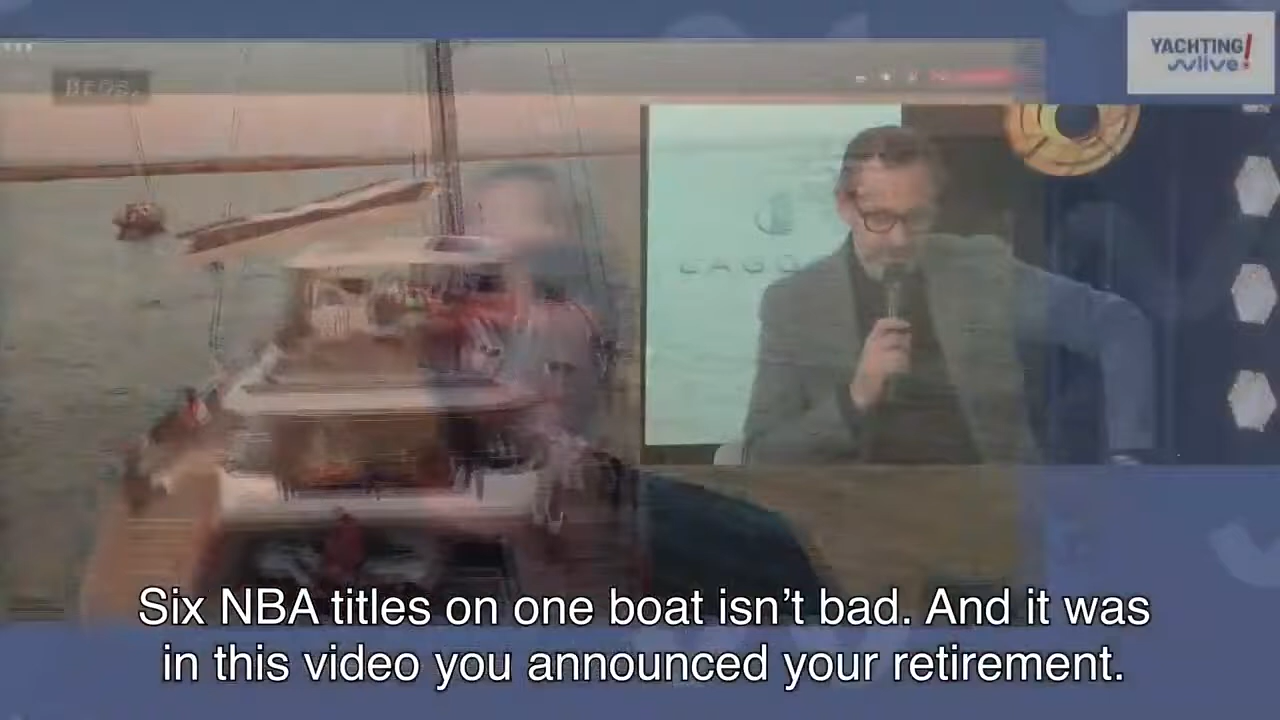 YACHTING
live!
Bros.
Six NBA titles on one boat isn't bad. And it was
in this video you announced your retirement.